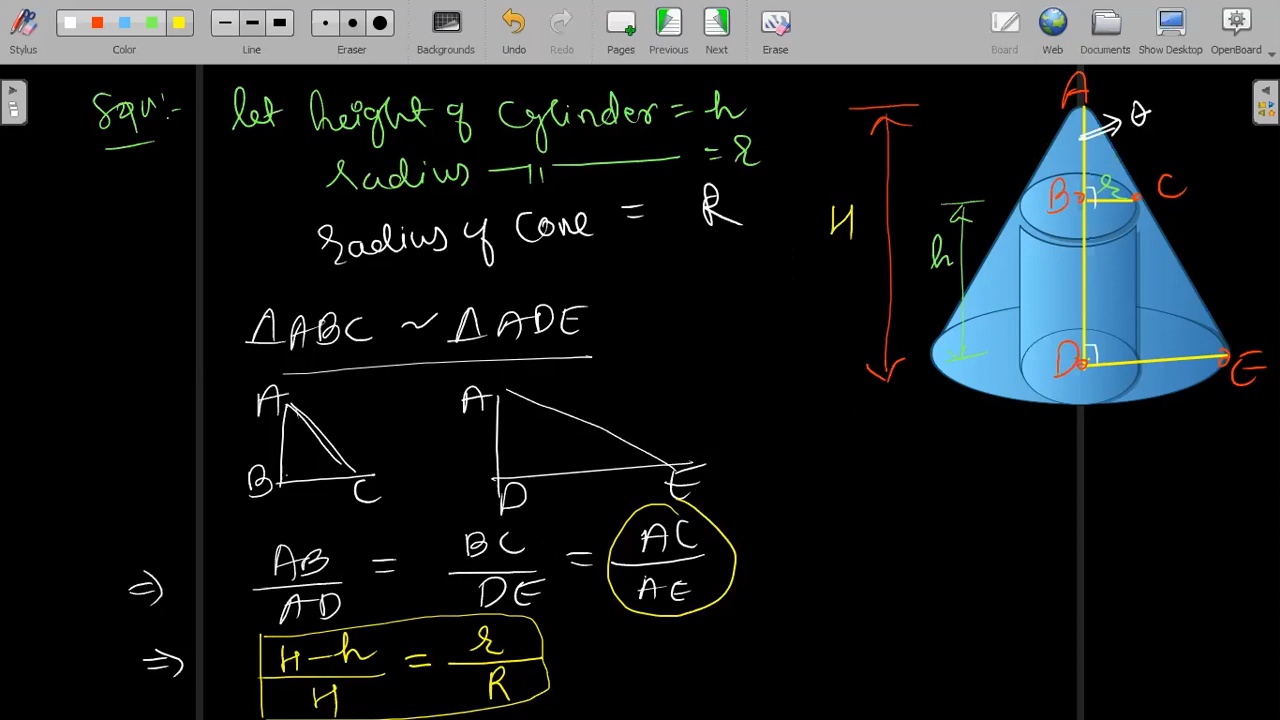 Stylus Color Line Eraser Backgrounds Undo Redo Pages Previous Next Erase Board Web Documents Show Desktop OpenBoard
let height of cylinder = h
radius —〃— = r
radius of cone = R
ΔABC ~ ΔADE
A A
B C D E
⇒ AB/AD = BC/DE = AC/AE
⇒ H-h/H = r/R
A
θ
B r C
H
h
D E